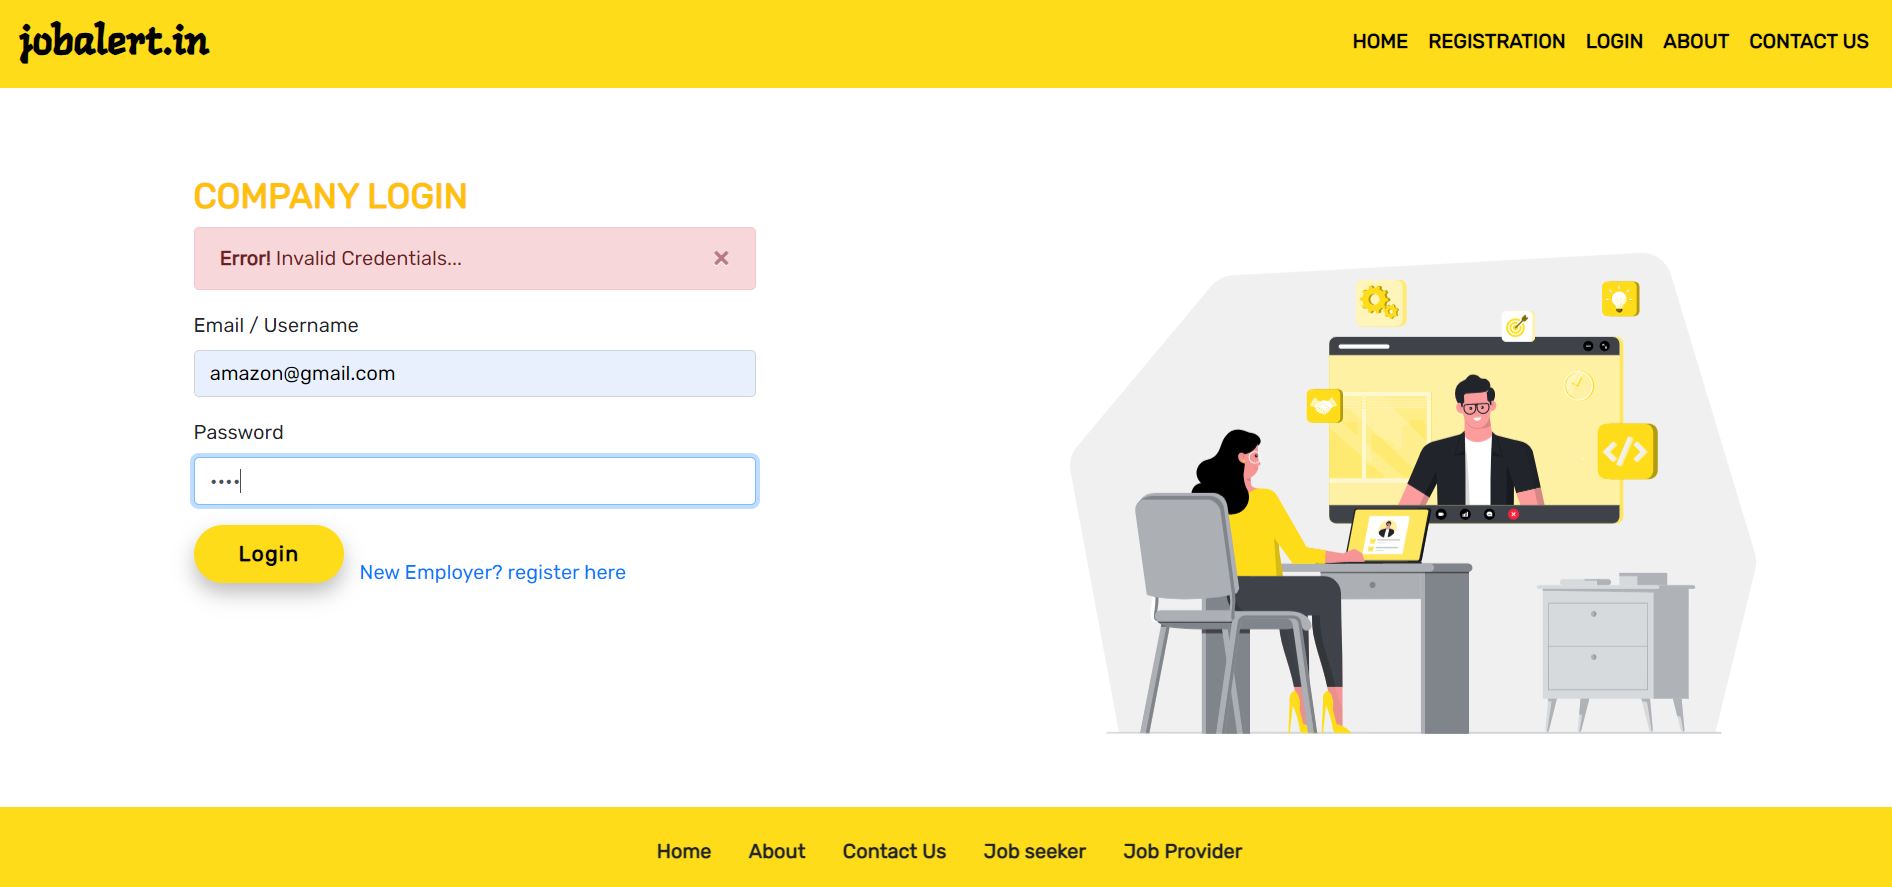 jobalert.in
HOME REGISTRATION LOGIN ABOUT CONTACT US
COMPANY LOGIN
Error! Invalid Credentials...
Email / Username
amazon@gmail.com
Password
••••
Login
New Employer? register here
Home About Contact Us Job seeker Job Provider